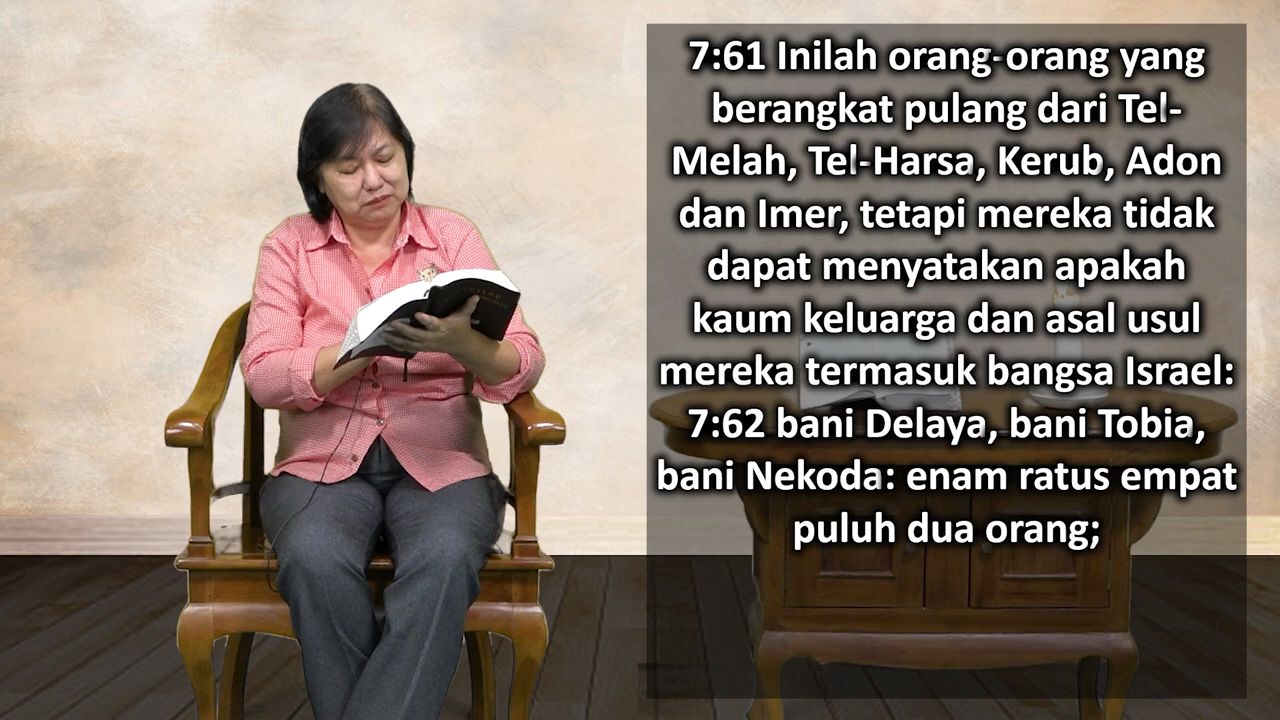 7:61 Inilah orang-orang yang
berangkat pulang dari Tel-
Melah, Tel-Harsa, Kerub, Adon
dan Imer, tetapi mereka tidak
dapat menyatakan apakah
kaum keluarga dan asal usul
mereka termasuk bangsa Israel:
7:62 bani Delaya, bani Tobia,
bani Nekoda: enam ratus empat
puluh dua orang;